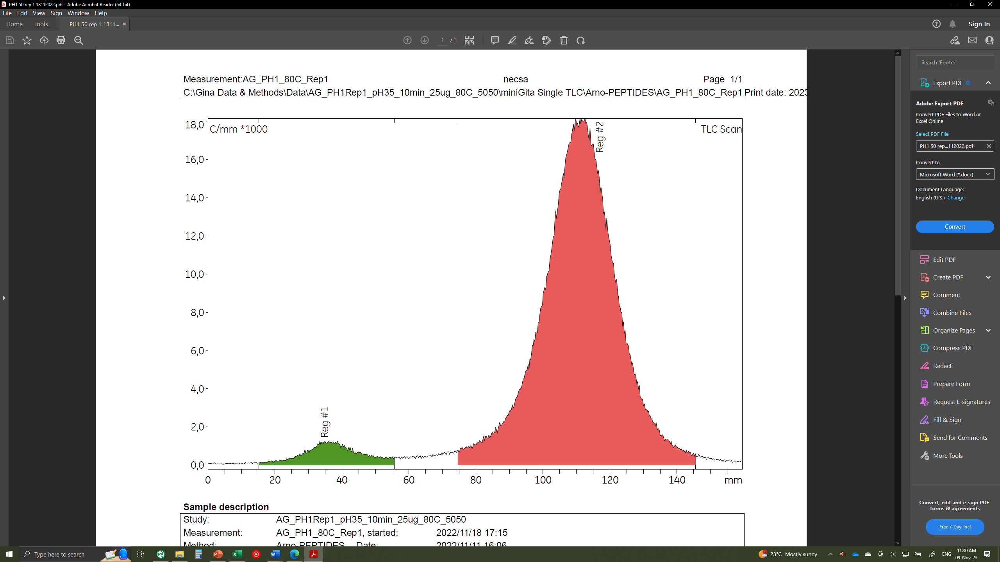 PH1 50 rep 1 18112022.pdf - Adobe Acrobat Reader (64-bit)
File Edit View Sign Window Help
Home Tools PH1 50 rep 1 1811... ×
Sign In
1 / 1
Measurement:AG_PH1_80C_Rep1 necsa Page 1/1
C:\Gina Data & Methods\Data\AG_PH1Rep1_pH35_10min_25ug_80C_5050\miniGita Single TLC\Arno-PEPTIDES\AG_PH1_80C_Rep1 Print date: 2023
18,0
C/mm *1000
TLC Scan
Reg #2
16,0
14,0
12,0
10,0
8,0
6,0
4,0
Reg #1
2,0
0,0
0 20 40 60 80 100 120 140 mm
Sample description
Study: AG_PH1Rep1_pH35_10min_25ug_80C_5050
Measurement: AG_PH1_80C_Rep1, started: 2022/11/18 17:15
Method: Arno-PEPTIDES Date: 2022/11/11 16:06
Search 'Footer'
Export PDF
Adobe Export PDF
Convert PDF Files to Word or
Excel Online
Select PDF File
PH1 50 rep...112022.pdf
Convert to
Microsoft Word (*.docx)
Document Language:
English (U.S.) Change
Convert
Edit PDF
Create PDF
Comment
Combine Files
Organize Pages
Compress PDF
Redact
Prepare Form
Request E-signatures
Fill & Sign
Send for Comments
More Tools
Convert, edit and e-sign PDF
forms & agreements
Free 7-Day Trial
Type here to search
23°C Mostly sunny
ENG
11:30 AM
09-Nov-23